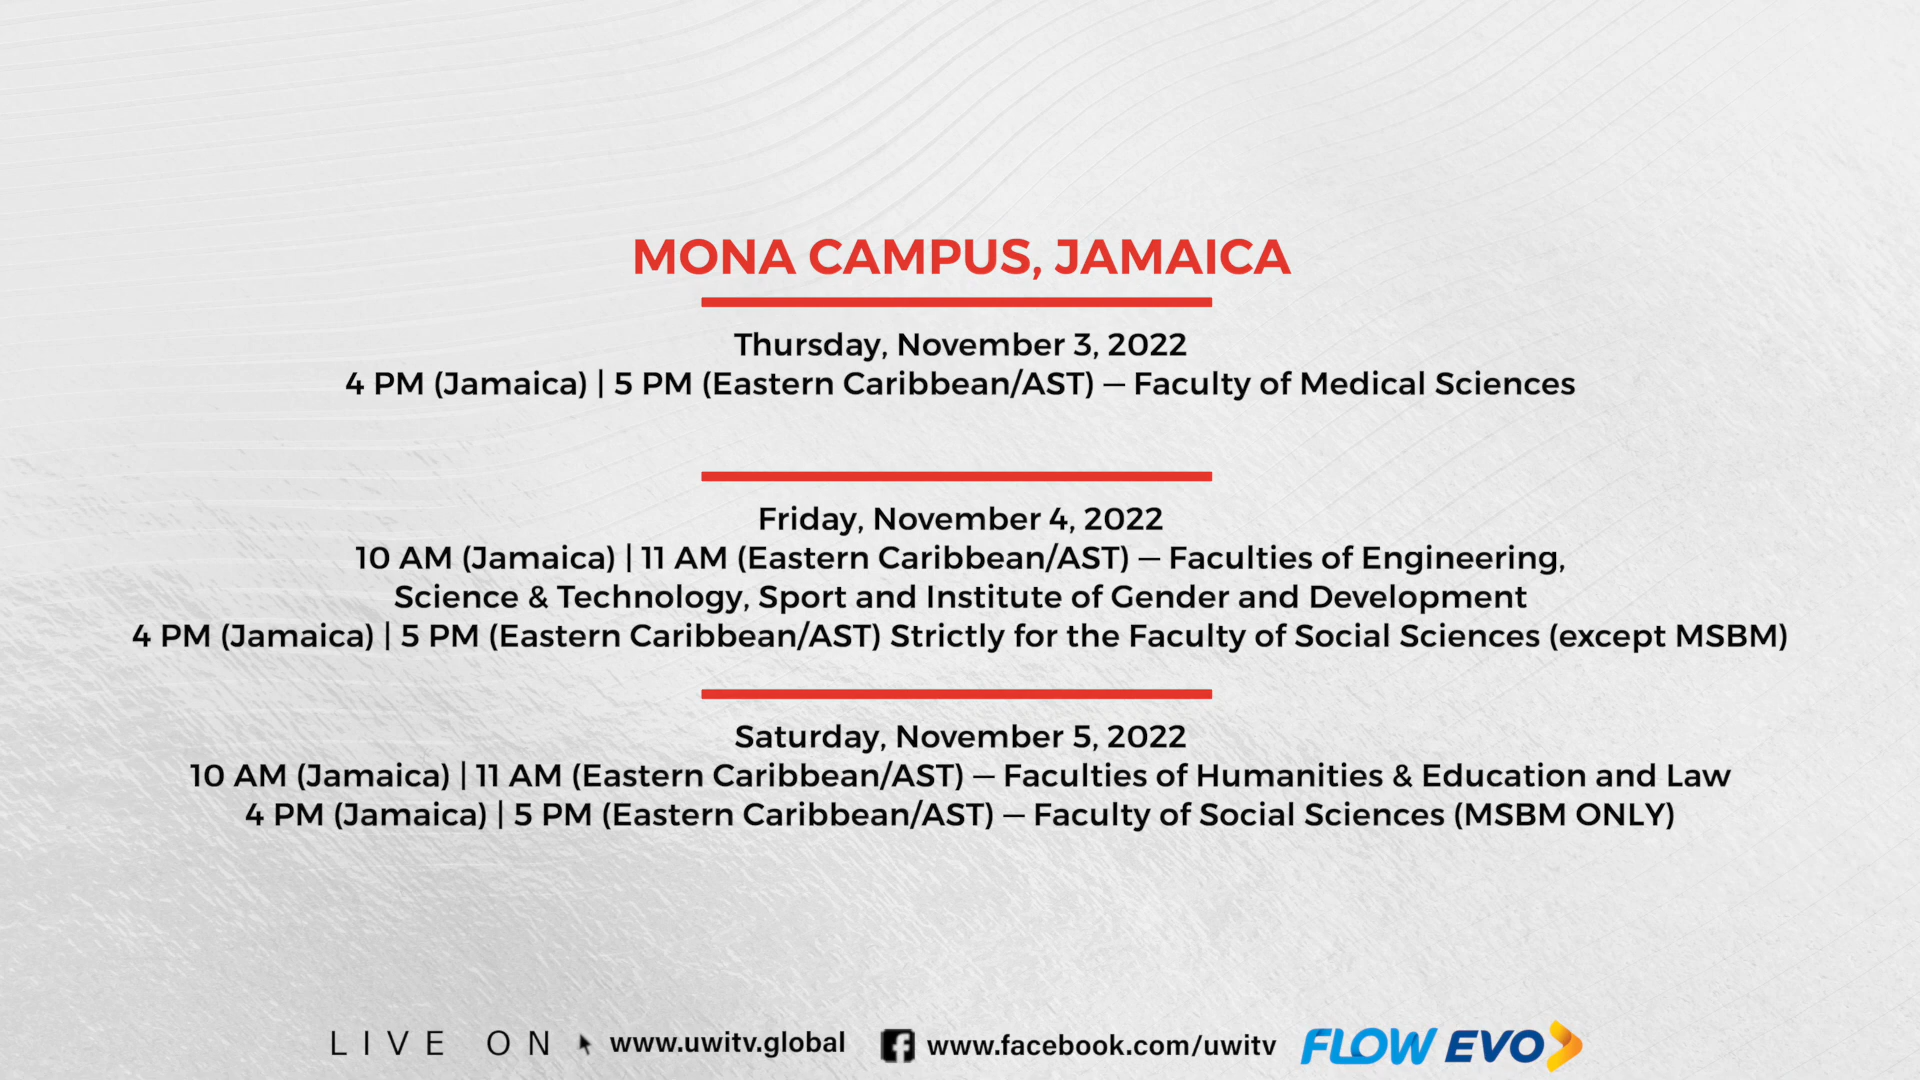 MONA CAMPUS, JAMAICA
Thursday, November 3, 2022
4 PM (Jamaica) | 5 PM (Eastern Caribbean/AST) – Faculty of Medical Sciences
Friday, November 4, 2022
10 AM (Jamaica) | 11 AM (Eastern Caribbean/AST) – Faculties of Engineering,
Science & Technology, Sport and Institute of Gender and Development
4 PM (Jamaica) | 5 PM (Eastern Caribbean/AST) Strictly for the Faculty of Social Sciences (except MSBM)
Saturday, November 5, 2022
10 AM (Jamaica) | 11 AM (Eastern Caribbean/AST) – Faculties of Humanities & Education and Law
4 PM (Jamaica) | 5 PM (Eastern Caribbean/AST) – Faculty of Social Sciences (MSBM ONLY)
LIVE ON www.uwitv.global www.facebook.com/uwitv FLOW EVO